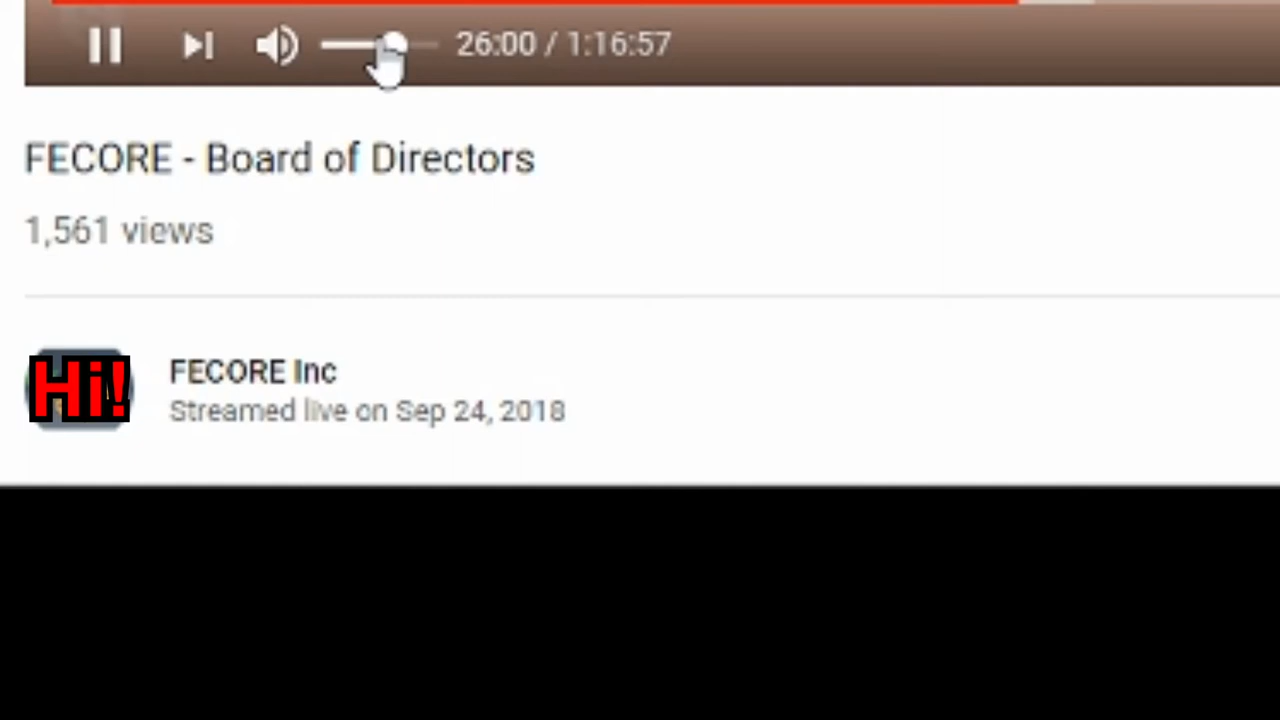 26:00 / 1:16:57
FECORE - Board of Directors
1,561 views
Hi!
FECORE Inc
Streamed live on Sep 24, 2018